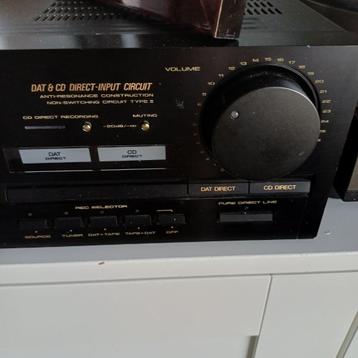 DAT & CD DIRECT-INPUT CIRCUIT
ANTI-RESONANCE CONSTRUCTION
NON-SWITCHING CIRCUIT TYPE II
VOLUME
CD DIRECT RECORDING
MUTING
-20dB/-∞
DAT
DIRECT
CD
DIRECT
DAT DIRECT
CD DIRECT
REC SELECTOR
PURE DIRECT LINE
SOURCE
TUNER
DAT▸TAPE
TAPE▸DAT
OFF